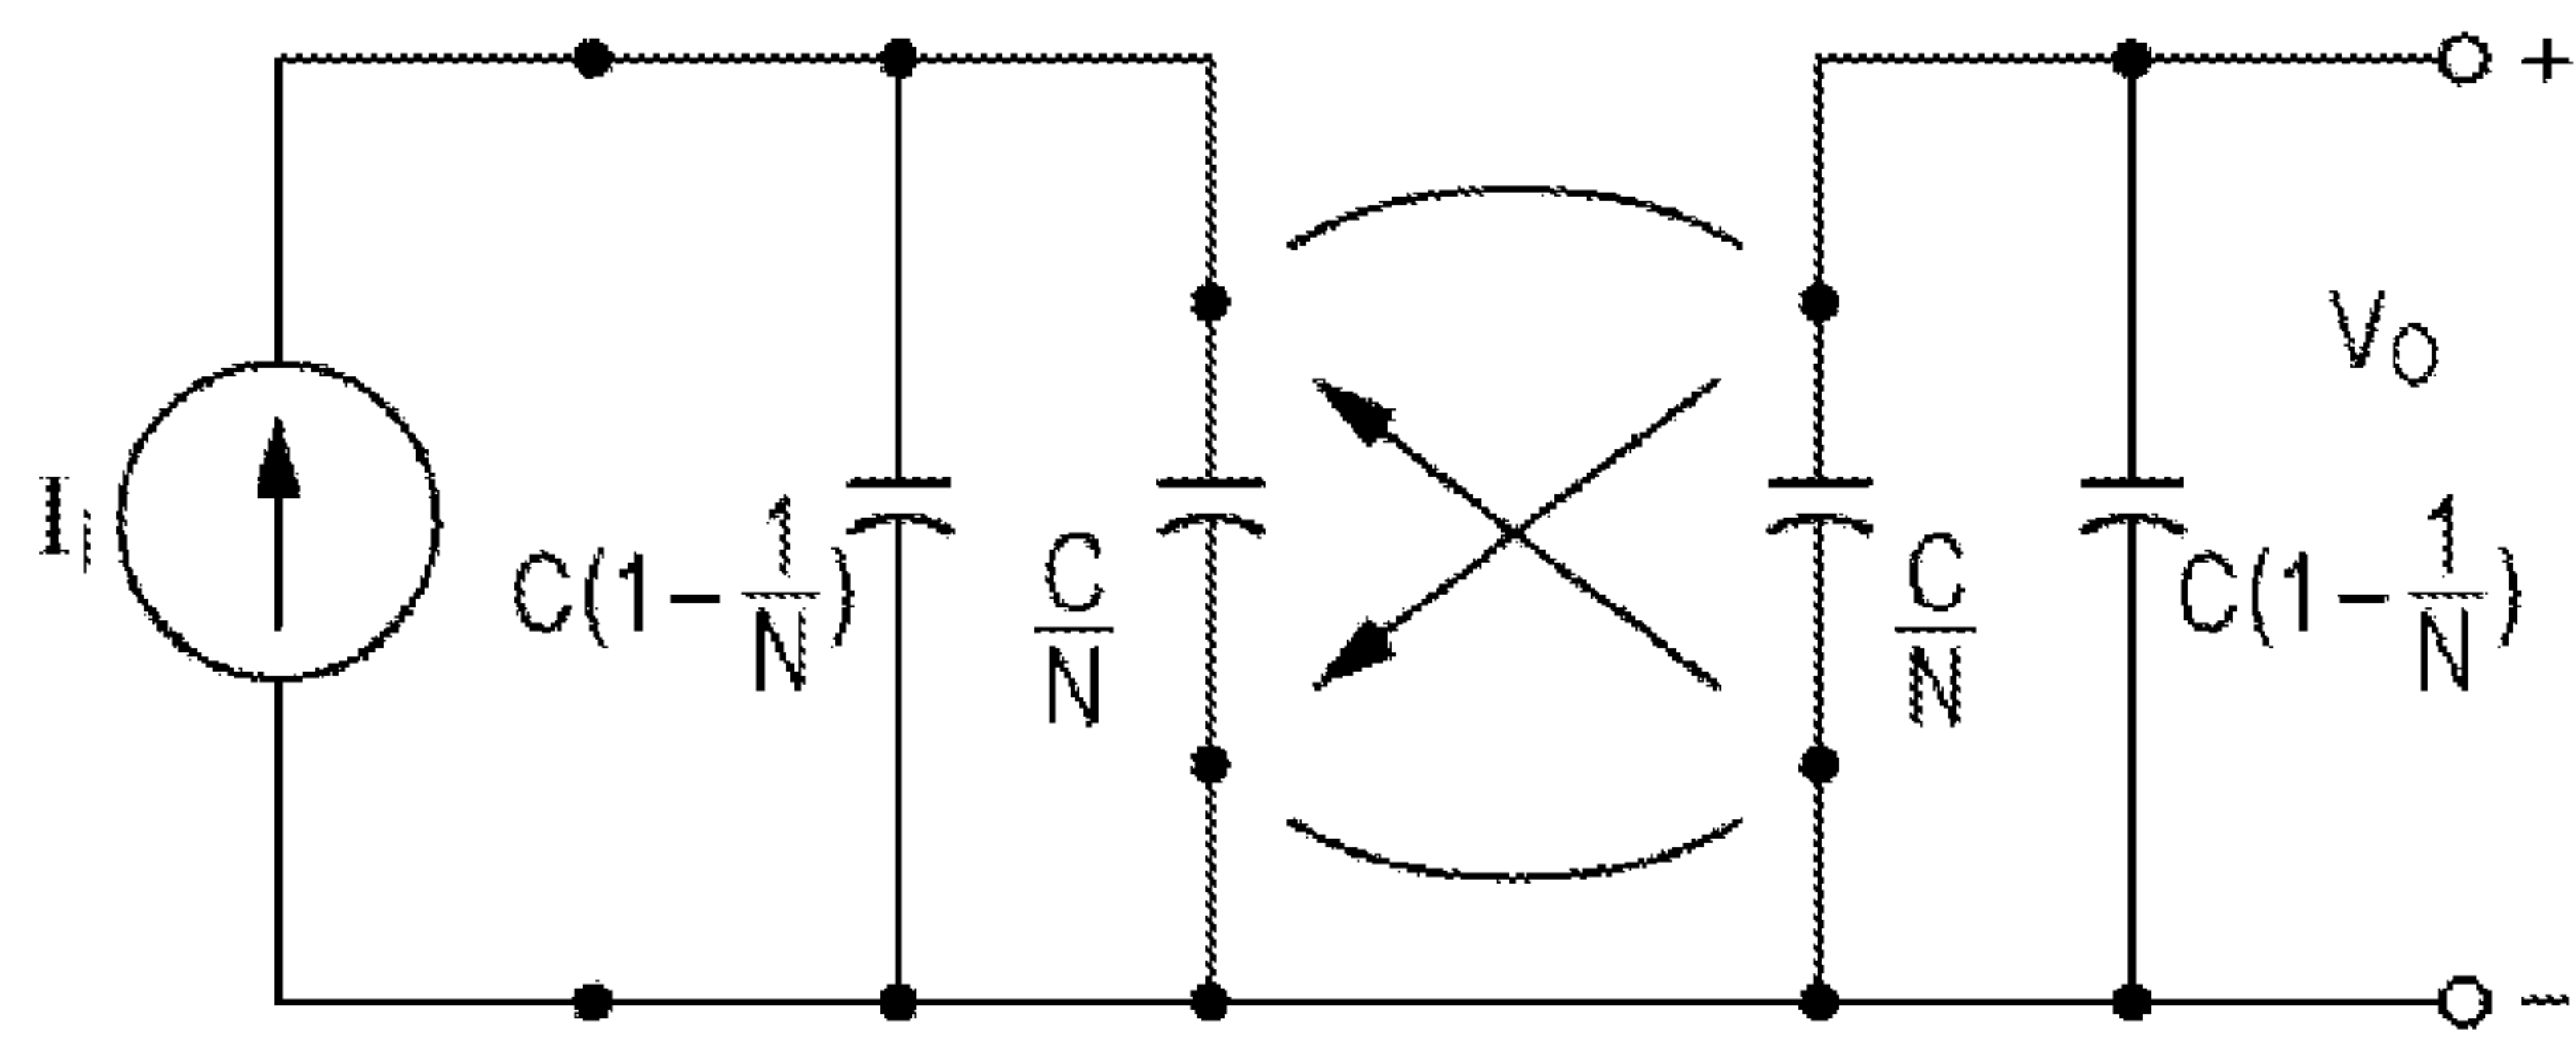 +
V_O
I_i
C(1 - 1/N)
C/N
C/N
C(1 - 1/N)
-